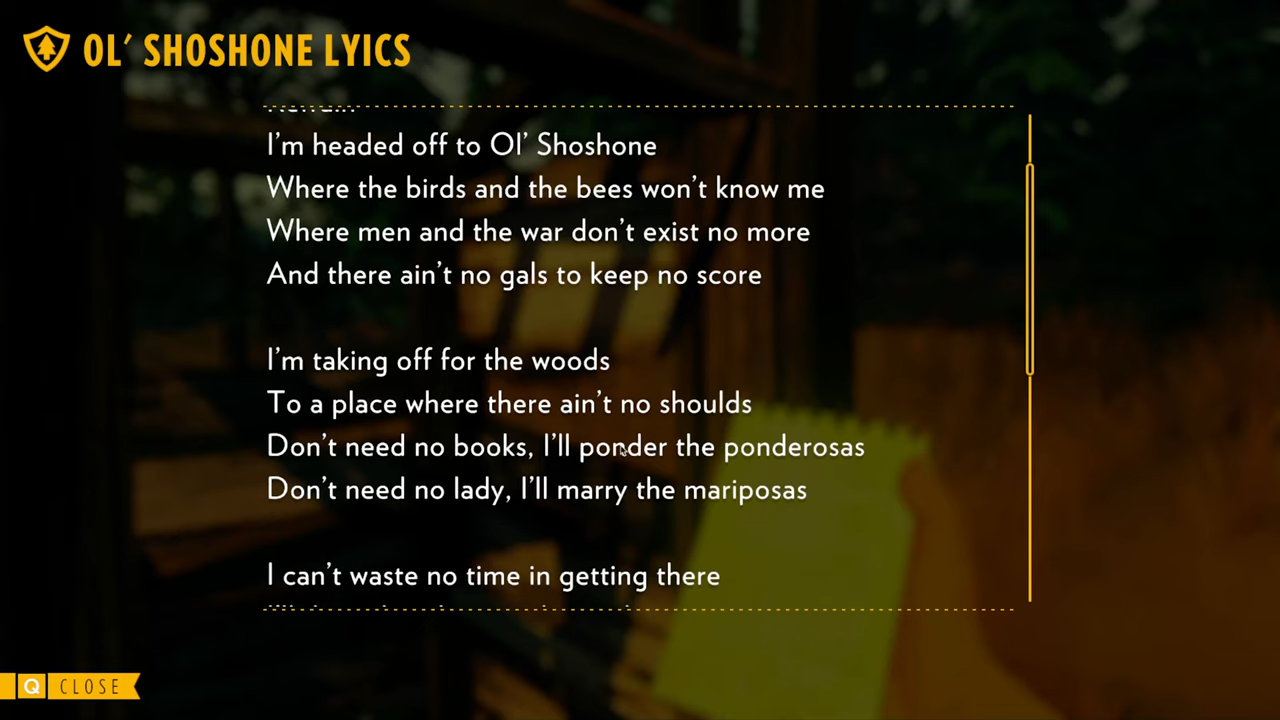 OL' SHOSHONE LYICS
I'm headed off to Ol' Shoshone
Where the birds and the bees won't know me
Where men and the war don't exist no more
And there ain't no gals to keep no score
I'm taking off for the woods
To a place where there ain't no shoulds
Don't need no books, I'll ponder the ponderosas
Don't need no lady, I'll marry the mariposas
I can't waste no time in getting there
Q CLOSE